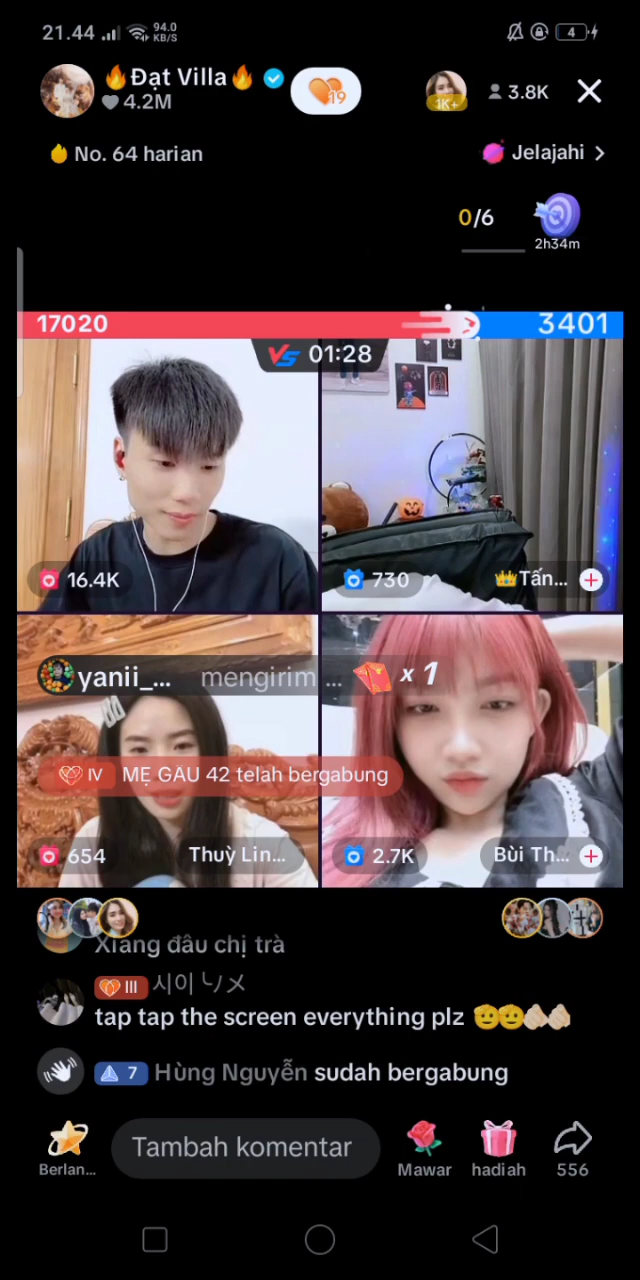 21.44
94.0
KB/S
4
🔥Đạt Villa🔥
4.2M
19
1K+
3.8K
No. 64 harian
Jelajahi
0/6
2h34m
17020
3401
VS 01:28
16.4K
730
Tấn...
yanii_... mengirim ... x 1
IV MẸ GẤU 42 telah bergabung
654
Thuỳ Lin...
2.7K
Bùi Th...
Xiang đâu chị trà
III 시이 ╰ノメ
tap tap the screen everything plz
7 Hùng Nguyễn sudah bergabung
Berlan...
Tambah komentar
Mawar
hadiah
556